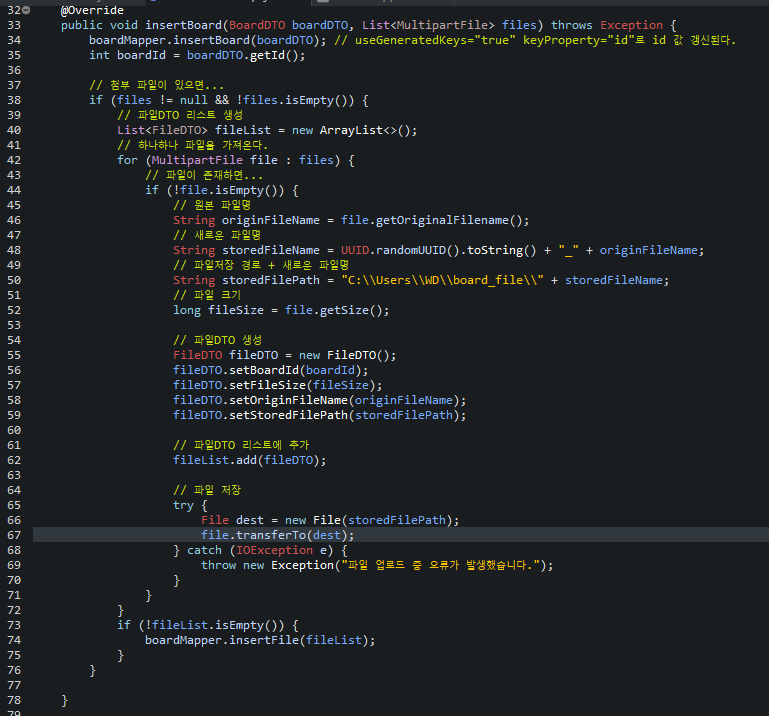 32 @Override
33 public void insertBoard(BoardDTO boardDTO, List<MultipartFile> files) throws Exception {
34 boardMapper.insertBoard(boardDTO); // useGeneratedKeys="true" keyProperty="id"로 id 값 갱신된다.
35 int boardId = boardDTO.getId();
36
37 // 첨부 파일이 있으면...
38 if (files != null && !files.isEmpty()) {
39 // 파일DTO 리스트 생성
40 List<FileDTO> fileList = new ArrayList<>();
41 // 하나하나 파일을 가져온다.
42 for (MultipartFile file : files) {
43 // 파일이 존재하면...
44 if (!file.isEmpty()) {
45 // 원본 파일명
46 String originFileName = file.getOriginalFilename();
47 // 새로운 파일명
48 String storedFileName = UUID.randomUUID().toString() + "_" + originFileName;
49 // 파일저장 경로 + 새로운 파일명
50 String storedFilePath = "C:\\Users\\WD\\board_file\\" + storedFileName;
51 // 파일 크기
52 long fileSize = file.getSize();
53
54 // 파일DTO 생성
55 FileDTO fileDTO = new FileDTO();
56 fileDTO.setBoardId(boardId);
57 fileDTO.setFileSize(fileSize);
58 fileDTO.setOriginFileName(originFileName);
59 fileDTO.setStoredFilePath(storedFilePath);
60
61 // 파일DTO 리스트에 추가
62 fileList.add(fileDTO);
63
64 // 파일 저장
65 try {
66 File dest = new File(storedFilePath);
67 file.transferTo(dest);
68 } catch (IOException e) {
69 throw new Exception("파일 업로드 중 오류가 발생했습니다.");
70 }
71 }
72 }
73 if (!fileList.isEmpty()) {
74 boardMapper.insertFile(fileList);
75 }
76 }
77
78 }
79